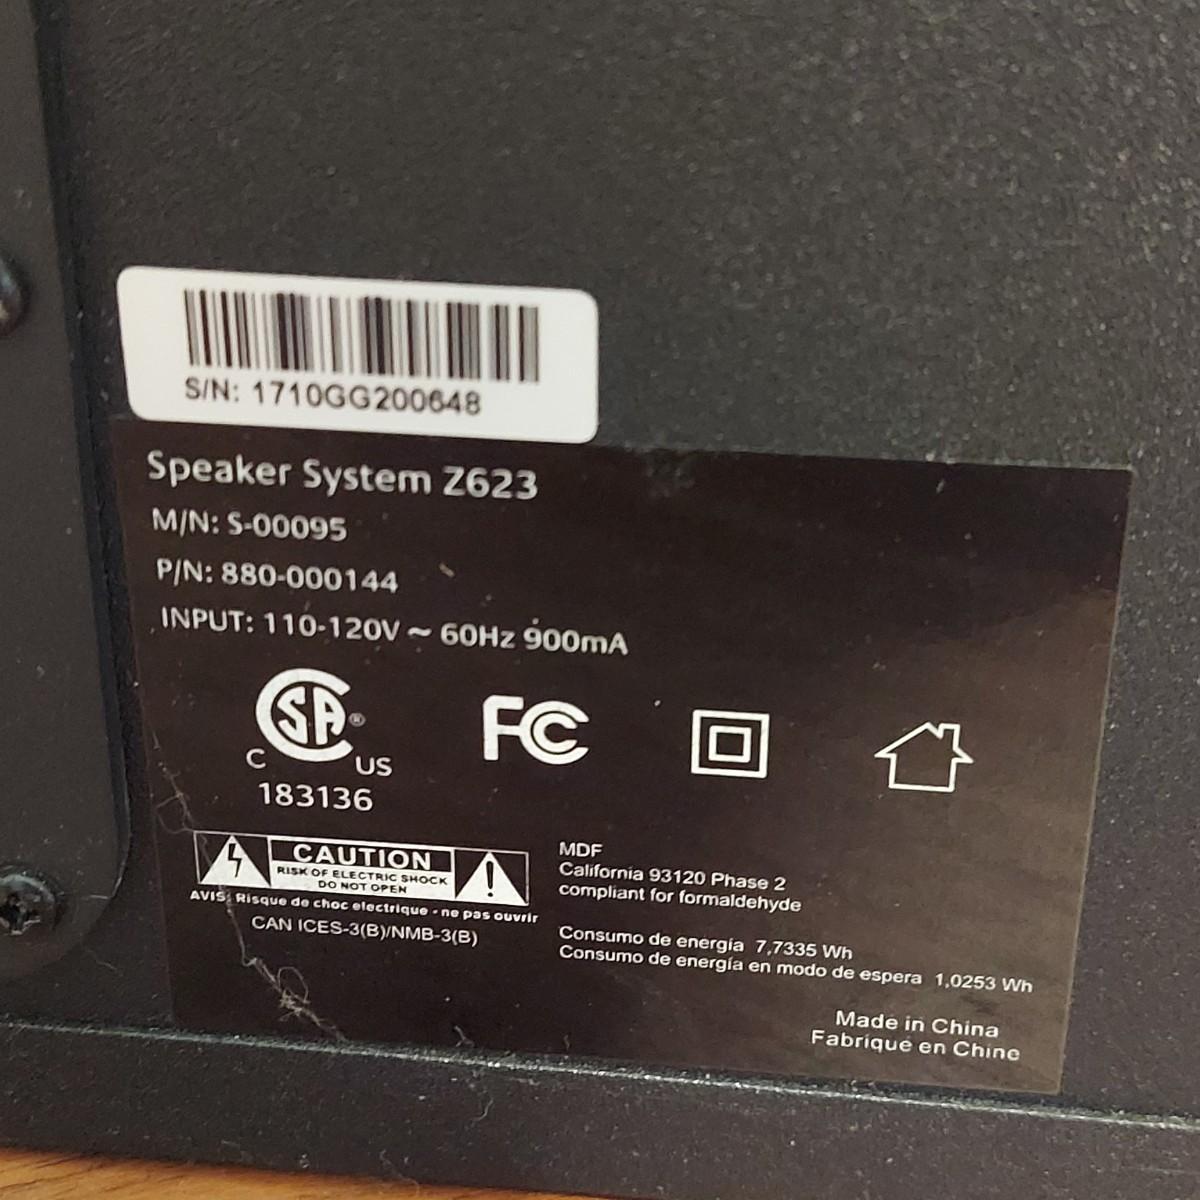 S/N: 1710GG200648
Speaker System Z623
M/N: S-00095
P/N: 880-000144
INPUT: 110-120V ~ 60Hz 900mA
SA ®
C US
183136
FC
CAUTION
RISK OF ELECTRIC SHOCK
DO NOT OPEN
AVIS: Risque de choc electrique - ne pas ouvrir
CAN ICES-3(B)/NMB-3(B)
MDF
California 93120 Phase 2
compliant for formaldehyde
Consumo de energía 7,7335 Wh
Consumo de energía en modo de espera 1,0253 Wh
Made in China
Fabriqué en Chine